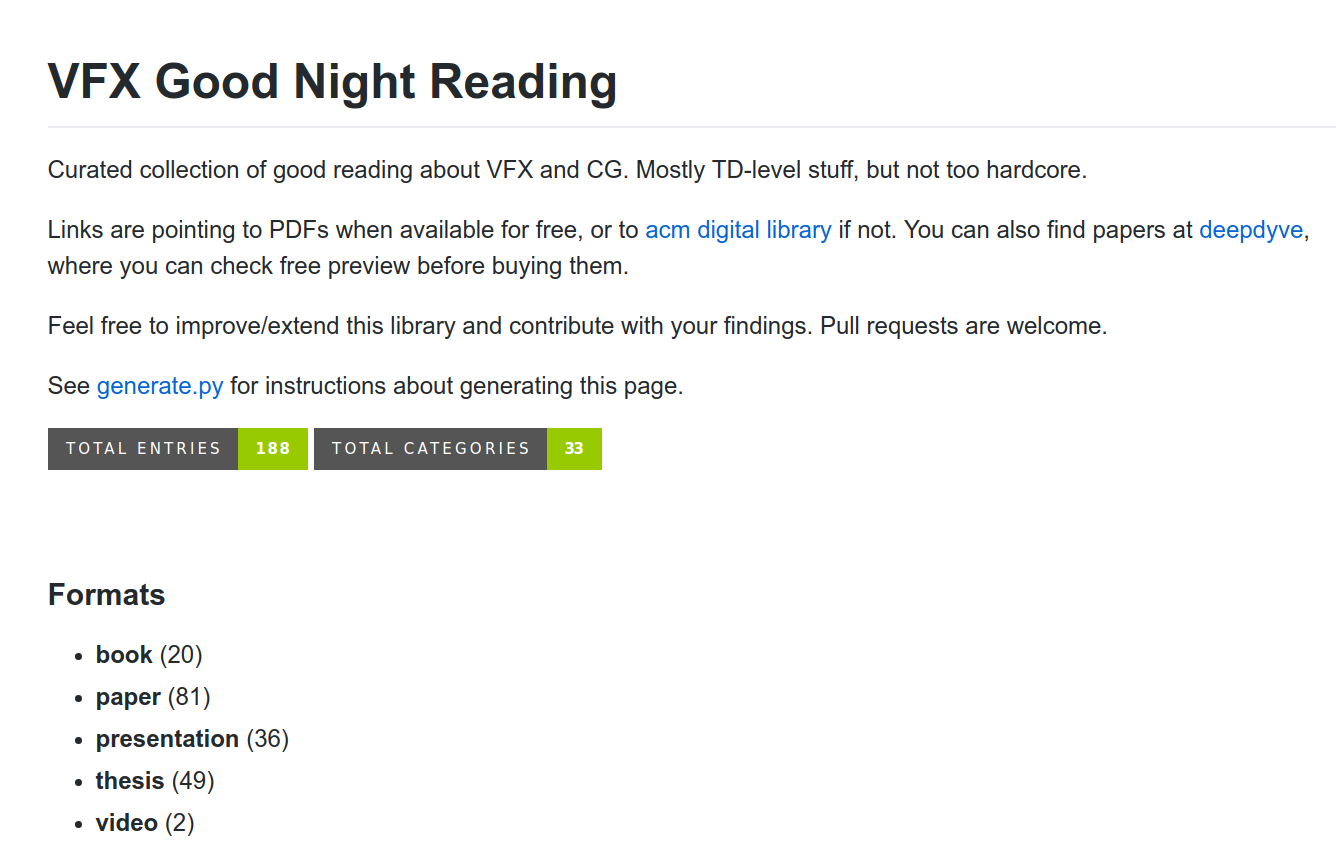 VFX Good Night Reading
Curated collection of good reading about VFX and CG. Mostly TD-level stuff, but not too hardcore.
Links are pointing to PDFs when available for free, or to acm digital library if not. You can also find papers at deepdyve,
where you can check free preview before buying them.
Feel free to improve/extend this library and contribute with your findings. Pull requests are welcome.
See generate.py for instructions about generating this page.
TOTAL ENTRIES 188 TOTAL CATEGORIES 33
Formats
• book (20)
• paper (81)
• presentation (36)
• thesis (49)
• video (2)